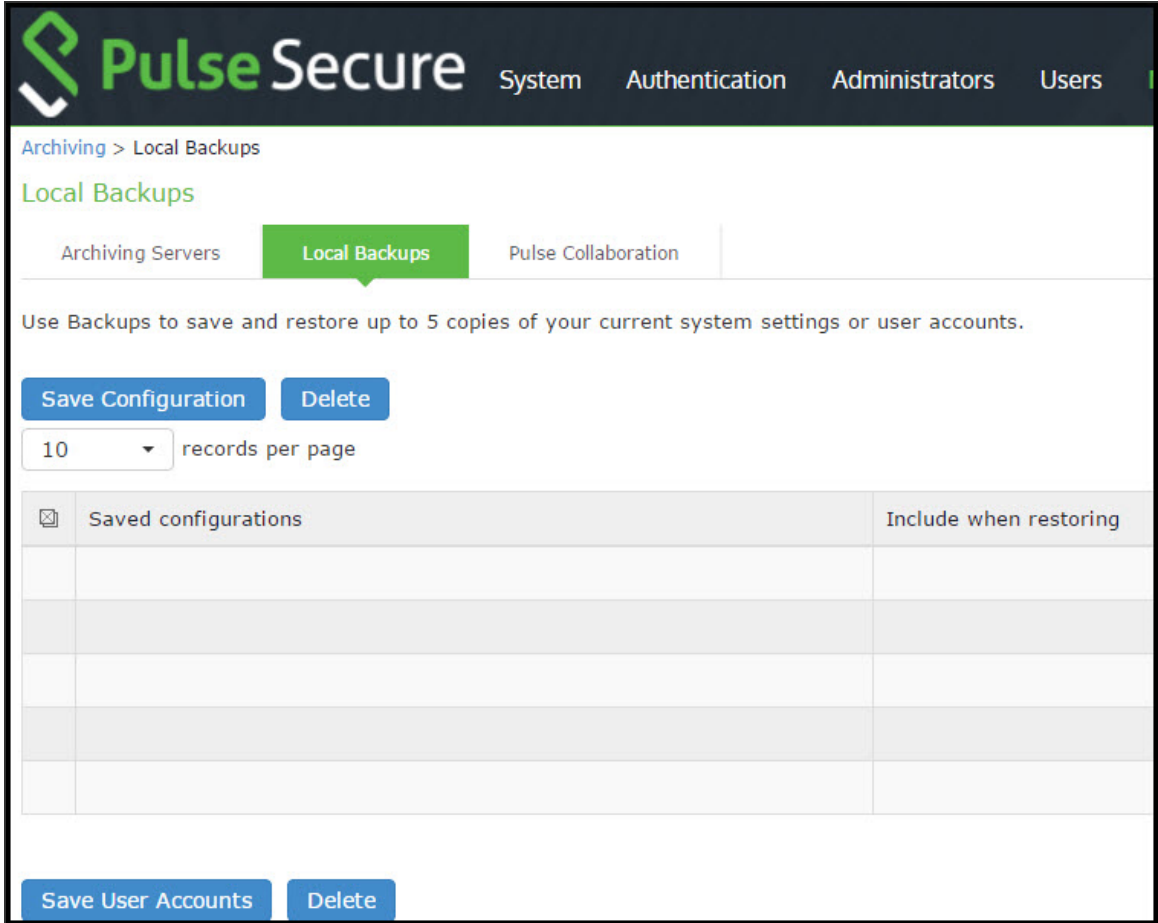 Pulse Secure System Authentication Administrators Users
Archiving > Local Backups
Local Backups
Archiving Servers Local Backups Pulse Collaboration
Use Backups to save and restore up to 5 copies of your current system settings or user accounts.
Save Configuration Delete
10 records per page
Saved configurations Include when restoring
Save User Accounts Delete